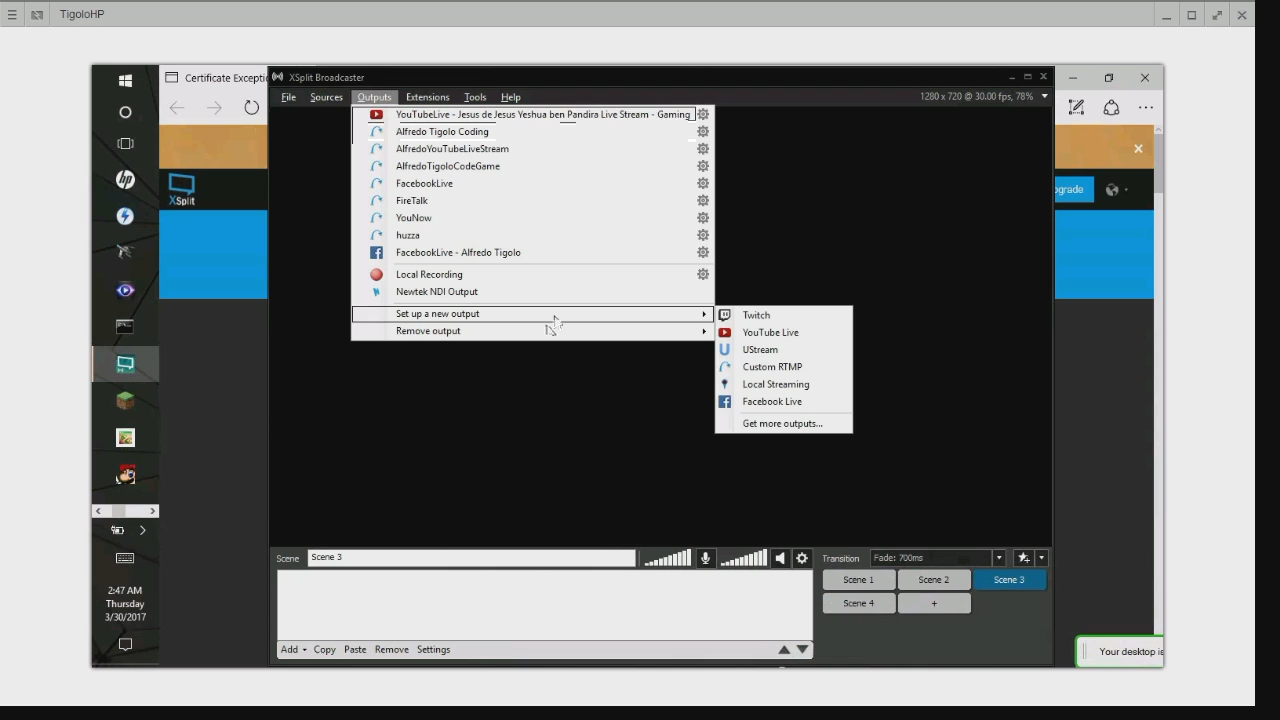 TigoloHP
Certificate Excepti
XSplit Broadcaster
File Sources Outputs Extensions Tools Help
1280 x 720 @ 30.00 fps, 78%
YouTubeLive - Jesus de Jesus Yeshua ben Pandira Live Stream - Gaming
Alfredo Tigolo Coding
AlfredoYouTubeLiveStream
AlfredoTigoloCodeGame
FacebookLive
FireTalk
YouNow
huzza
FacebookLive - Alfredo Tigolo
Local Recording
Newtek NDI Output
Set up a new output
Remove output
Twitch
YouTube Live
UStream
Custom RTMP
Local Streaming
Facebook Live
Get more outputs...
hp
XSplit
grade
Scene
Scene 3
Transition
Fade: 700ms
Scene 1 Scene 2 Scene 3
Scene 4 +
Add Copy Paste Remove Settings
2:47 AM
Thursday
3/30/2017
Your desktop is